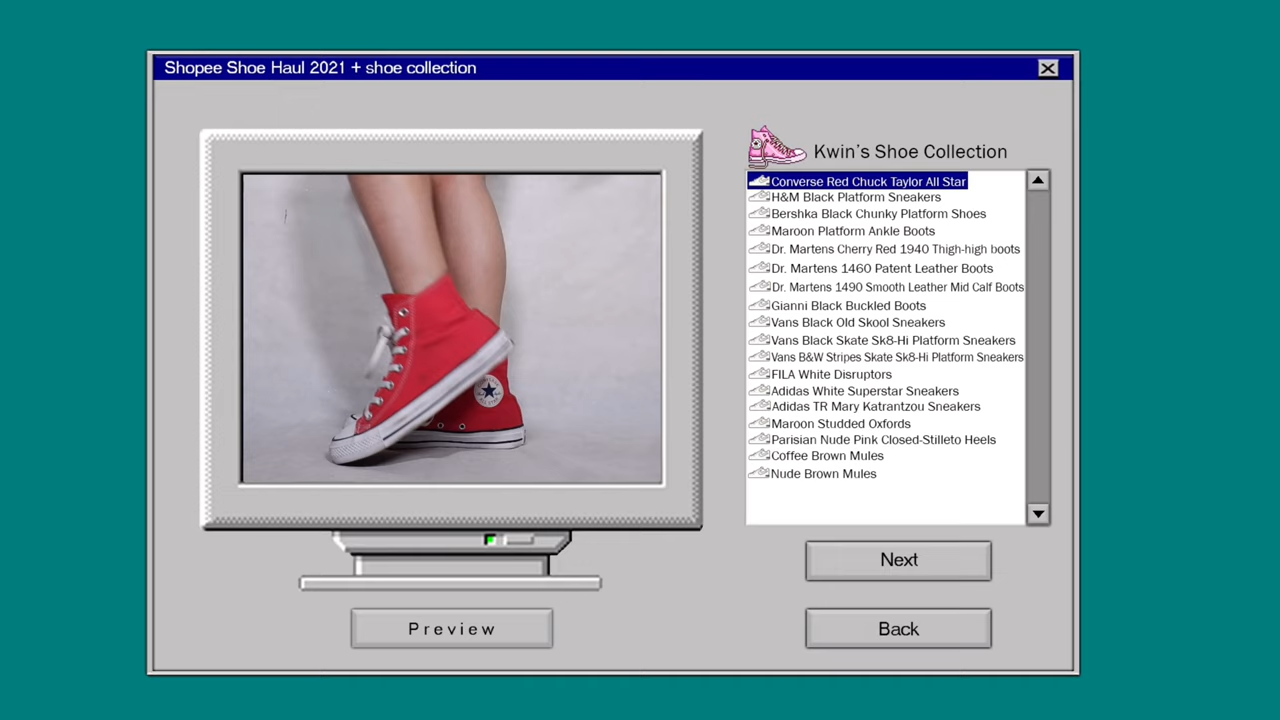 Shopee Shoe Haul 2021 + shoe collection
Kwin's Shoe Collection
Converse Red Chuck Taylor All Star
H&M Black Platform Sneakers
Bershka Black Chunky Platform Shoes
Maroon Platform Ankle Boots
Dr. Martens Cherry Red 1940 Thigh-high boots
Dr. Martens 1460 Patent Leather Boots
Dr. Martens 1490 Smooth Leather Mid Calf Boots
Gianni Black Buckled Boots
Vans Black Old Skool Sneakers
Vans Black Skate Sk8-Hi Platform Sneakers
Vans B&W Stripes Skate Sk8-Hi Platform Sneakers
FILA White Disruptors
Adidas White Superstar Sneakers
Adidas TR Mary Katrantzou Sneakers
Maroon Studded Oxfords
Parisian Nude Pink Closed-Stilleto Heels
Coffee Brown Mules
Nude Brown Mules
Next
Preview
Back